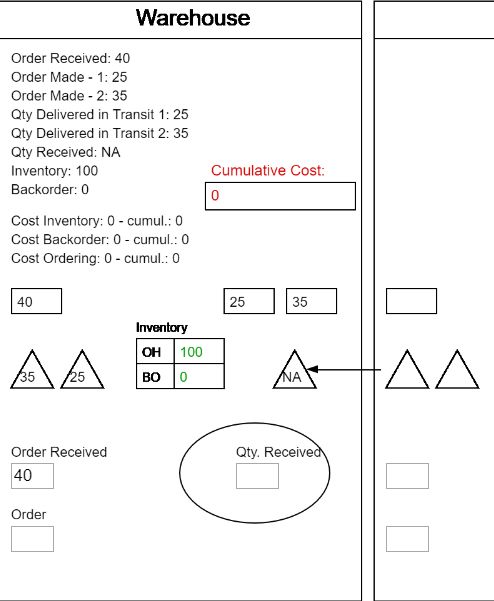 Warehouse
Order Received: 40
Order Made - 1: 25
Order Made - 2: 35
Qty Delivered in Transit 1: 25
Qty Delivered in Transit 2: 35
Qty Received: NA
Inventory: 100
Backorder: 0
Cumulative Cost:
0
Cost Inventory: 0 - cumul.: 0
Cost Backorder: 0 - cumul.: 0
Cost Ordering: 0 - cumul.: 0
40 25 35
Inventory
OH 100
BO 0
35 25 NA
Order Received Qty. Received
40
Order